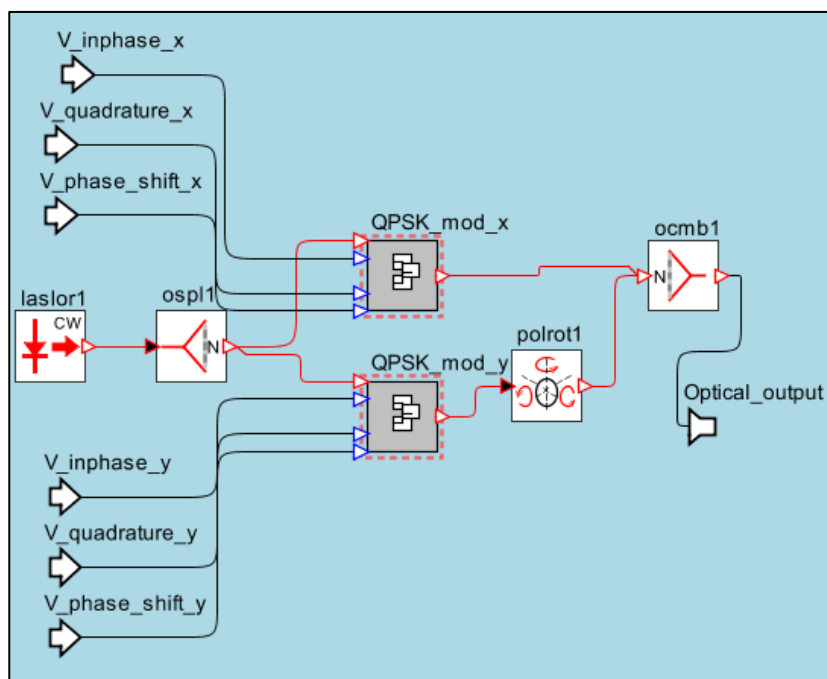 V_inphase_x
V_quadrature_x
V_phase_shift_x
QPSK_mod_x
ocmb1
N
laslor1
CW
ospl1
N
polrot1
QPSK_mod_y
Optical_output
V_inphase_y
V_quadrature_y
V_phase_shift_y